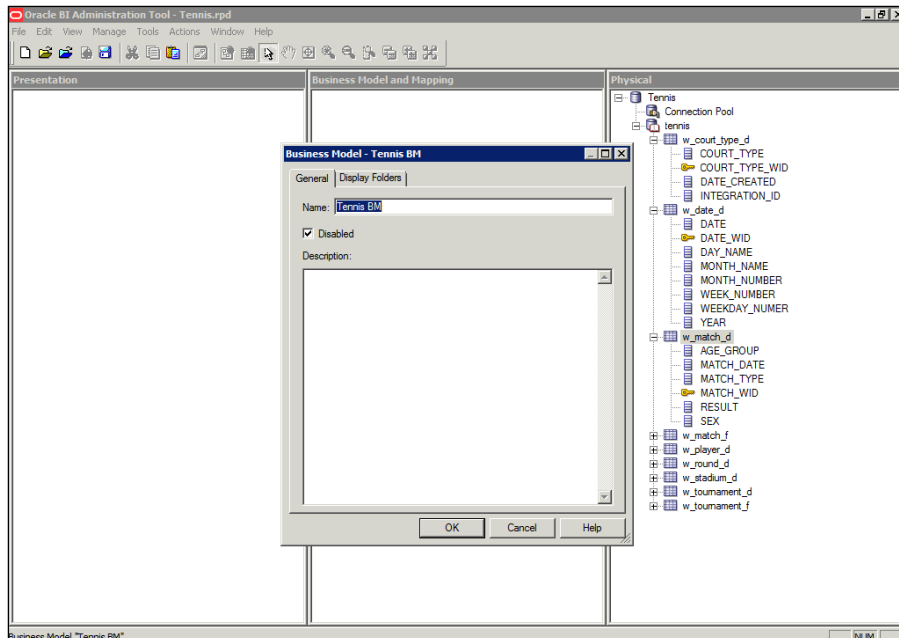 Oracle BI Administration Tool - Tennis.rpd
File Edit View Manage Tools Actions Window Help
Presentation
Business Model and Mapping
Physical
Tennis
Connection Pool
tennis
w_court_type_d
COURT_TYPE
COURT_TYPE_WID
DATE_CREATED
INTEGRATION_ID
w_date_d
DATE
DATE_WID
DAY_NAME
MONTH_NAME
MONTH_NUMBER
WEEK_NUMBER
WEEKDAY_NUMER
YEAR
w_match_d
AGE_GROUP
MATCH_DATE
MATCH_TYPE
MATCH_WID
RESULT
SEX
w_match_f
w_player_d
w_round_d
w_stadium_d
w_tournament_d
w_tournament_f
Business Model - Tennis BM
General Display Folders
Name: Tennis BM
Disabled
Description:
OK Cancel Help
Business Model "Tennis BM"
NUM